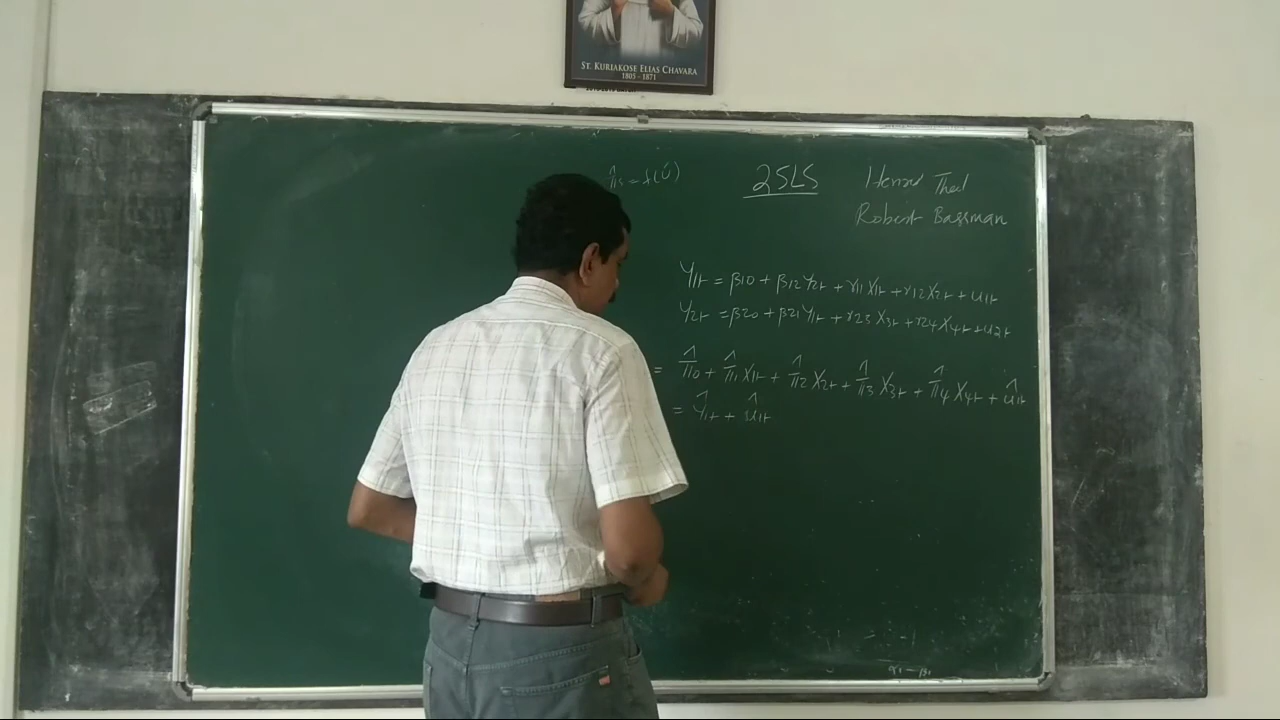 ST. KURIAKOSE ELIAS CHAVARA
1805 - 1871
2SLS
Henri Theil
Robert Bassman
Y1t = β10 + β12 Y2t + γ11 X1t + γ12 X2t + u1t
Y2t = β20 + β21 Y1t + γ23 X3t + γ24 X4t + u2t
= π̂0 + π̂1 X1t + π̂2 X2t + π̂3 X3t + π̂4 X4t + û1t
= Ŷ1t + û1t